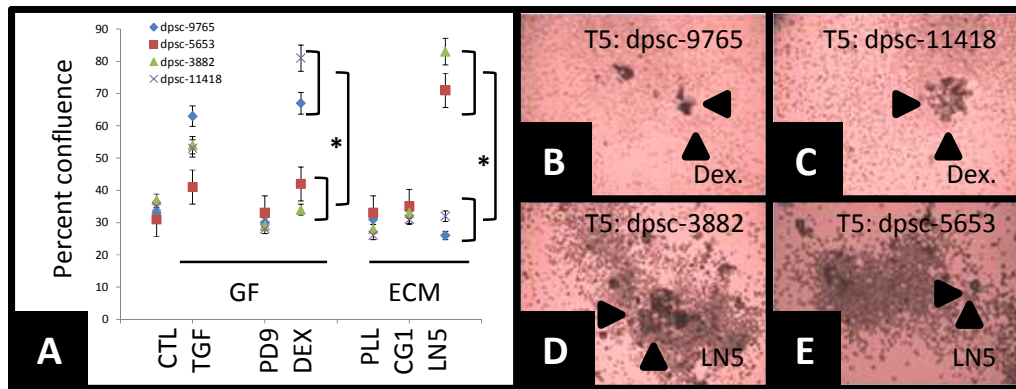 Percent confluence
90
80
70
60
50
40
30
20
10
0
dpsc-9765
dpsc-5653
dpsc-3882
dpsc-11418
*
*
CTL
TGF
PD9
DEX
PLL
CG1
LN5
GF
ECM
A
T5: dpsc-9765
Dex.
B
T5: dpsc-11418
Dex.
C
T5: dpsc-3882
LN5
D
T5: dpsc-5653
LN5
E